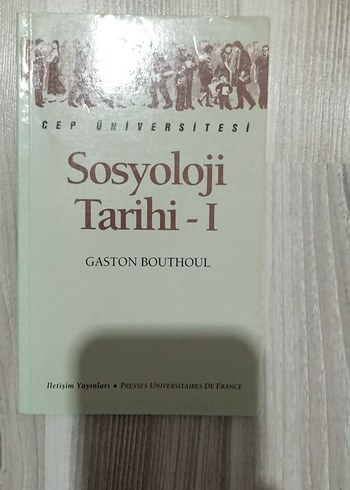 CEP ÜNİVERSİTESİ
Sosyoloji
Tarihi - I
GASTON BOUTHOUL
İletişim Yayınları • PRESSES UNIVERSITAIRES DE FRANCE